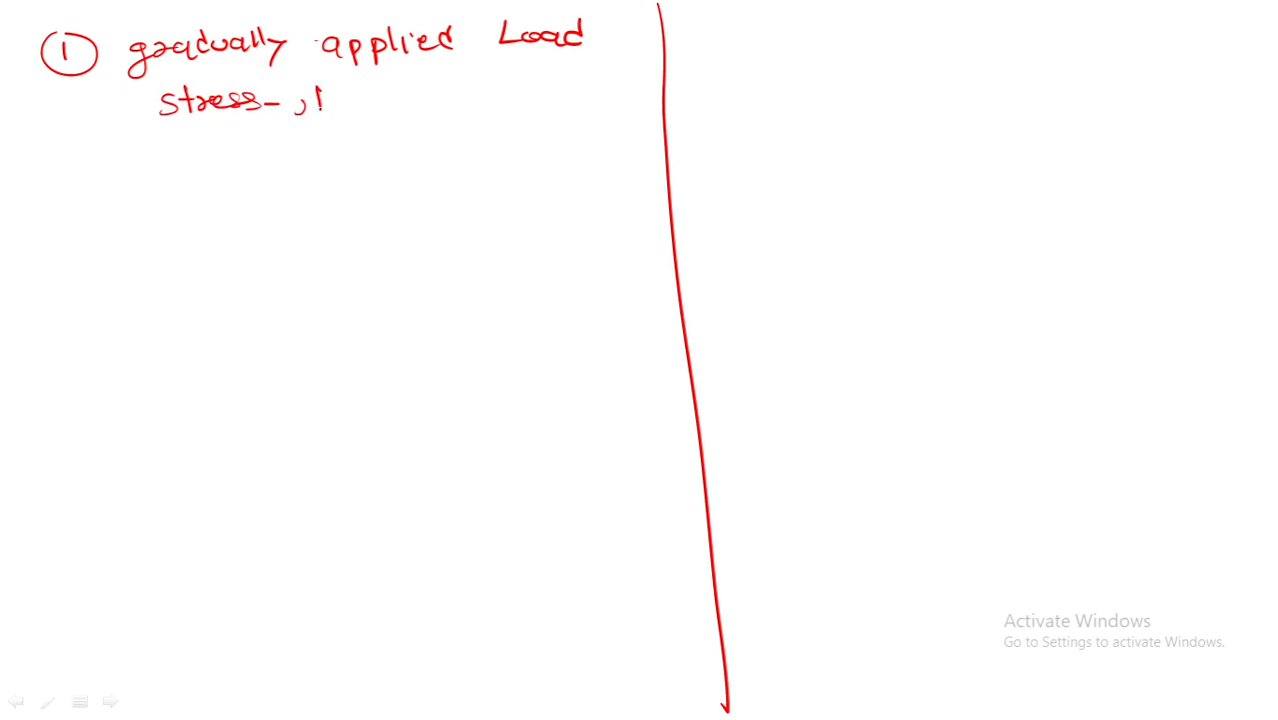 ① gradually applied Load
stress-
Activate Windows
Go to Settings to activate Windows.